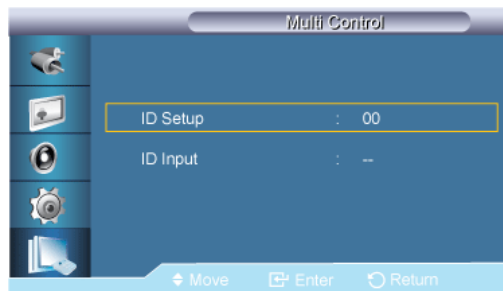 Multi Control
ID Setup : 00
ID Input : --
Move Enter Return